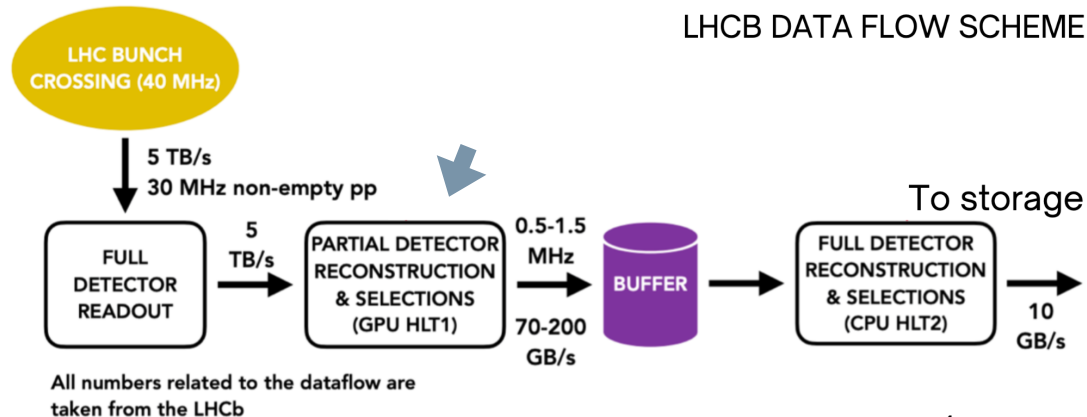 LHCB DATA FLOW SCHEME
LHC BUNCH
CROSSING (40 MHz)
5 TB/s
30 MHz non-empty pp
To storage
FULL
DETECTOR
READOUT
5
TB/s
PARTIAL DETECTOR
RECONSTRUCTION
& SELECTIONS
(GPU HLT1)
0.5-1.5
MHz
70-200
GB/s
BUFFER
FULL DETECTOR
RECONSTRUCTION
& SELECTIONS
(CPU HLT2)
10
GB/s
All numbers related to the dataflow are
taken from the LHCb